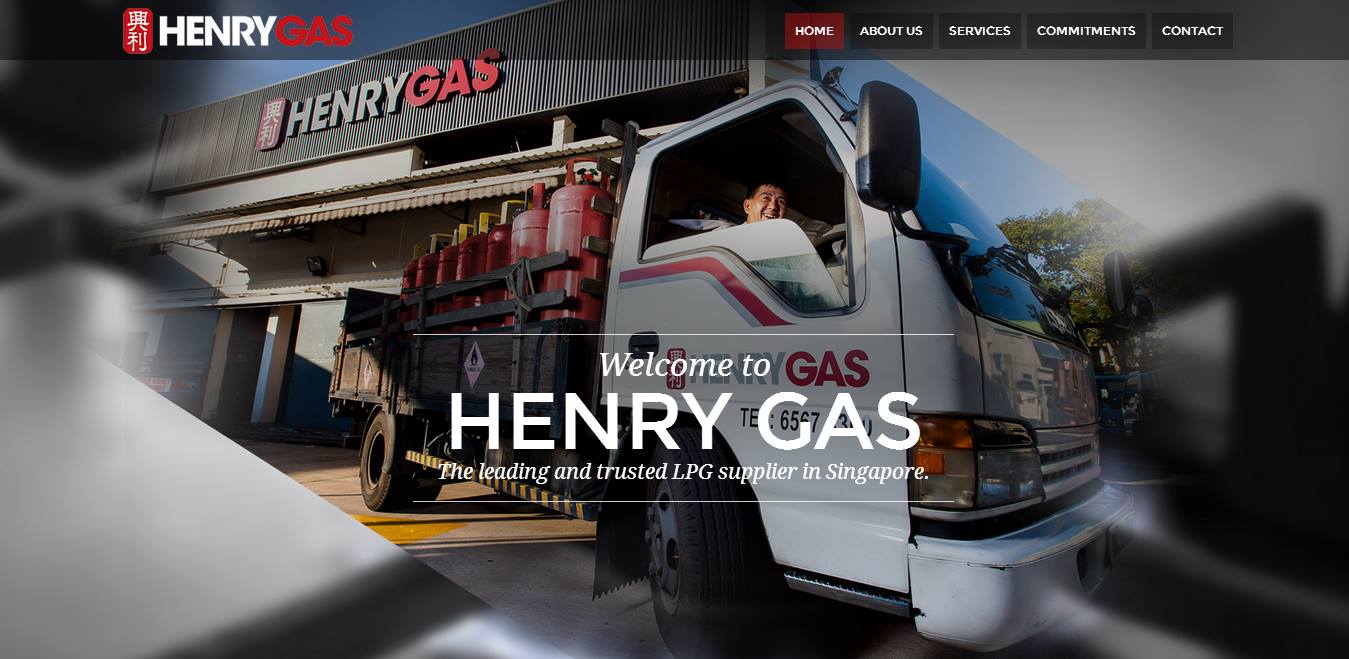 興利 HENRYGAS
HOME ABOUT US SERVICES COMMITMENTS CONTACT
興利 HENRYGAS
興利 HENRYGAS
Welcome to
HENRY GAS
TEL: 6567
The leading and trusted LPG supplier in Singapore.